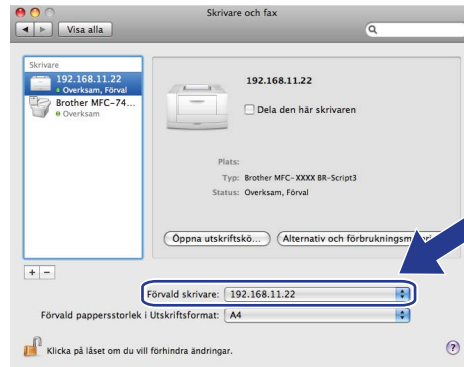 Skrivare och fax
Visa alla
Skrivare
192.168.11.22
Overksam, Förval
Brother MFC-74...
Overksam
192.168.11.22
Dela den här skrivaren
Plats:
Typ: Brother MFC-XXXX BR-Script3
Status: Overksam, Förval
Öppna utskriftskö...
Alternativ och
+ −
Förvald skrivare: 192.168.11.22
Förvald pappersstorlek i Utskriftsformat: A4
Klicka på låset om du vill förhindra ändringar.
?